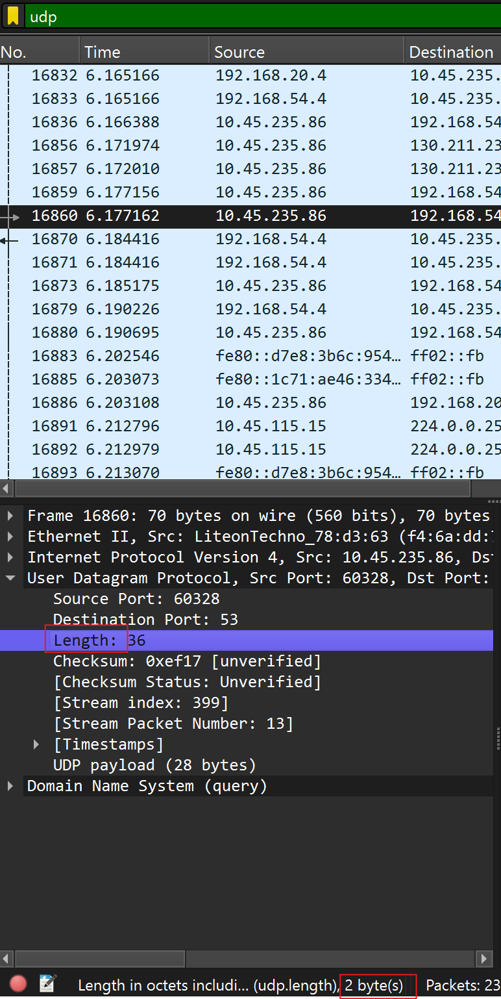 udp
No. Time Source Destination
16832 6.165166 192.168.20.4 10.45.235.
16833 6.165166 192.168.54.4 10.45.235.
16836 6.166388 10.45.235.86 192.168.54
16856 6.171974 10.45.235.86 130.211.23
16857 6.172010 10.45.235.86 130.211.23
16859 6.177156 10.45.235.86 192.168.54
16860 6.177162 10.45.235.86 192.168.54
16870 6.184416 192.168.54.4 10.45.235.
16871 6.184416 192.168.54.4 10.45.235.
16873 6.185175 10.45.235.86 192.168.54
16879 6.190226 192.168.54.4 10.45.235.
16880 6.190695 10.45.235.86 192.168.54
16883 6.202546 fe80::d7e8:3b6c:954… ff02::fb
16885 6.203073 fe80::1c71:ae46:334… ff02::fb
16886 6.203108 10.45.235.86 192.168.20
16891 6.212796 10.45.115.15 224.0.0.25
16892 6.212979 10.45.115.15 224.0.0.25
16893 6.213070 fe80::d7e8:3b6c:954… ff02::fb
Frame 16860: 70 bytes on wire (560 bits), 70 bytes
Ethernet II, Src: LiteonTechno_78:d3:63 (f4:6a:dd:7
Internet Protocol Version 4, Src: 10.45.235.86, Dst
User Datagram Protocol, Src Port: 60328, Dst Port:
Source Port: 60328
Destination Port: 53
Length: 36
Checksum: 0xef17 [unverified]
[Checksum Status: Unverified]
[Stream index: 399]
[Stream Packet Number: 13]
[Timestamps]
UDP payload (28 bytes)
Domain Name System (query)
Length in octets includi… (udp.length), 2 byte(s) Packets: 23